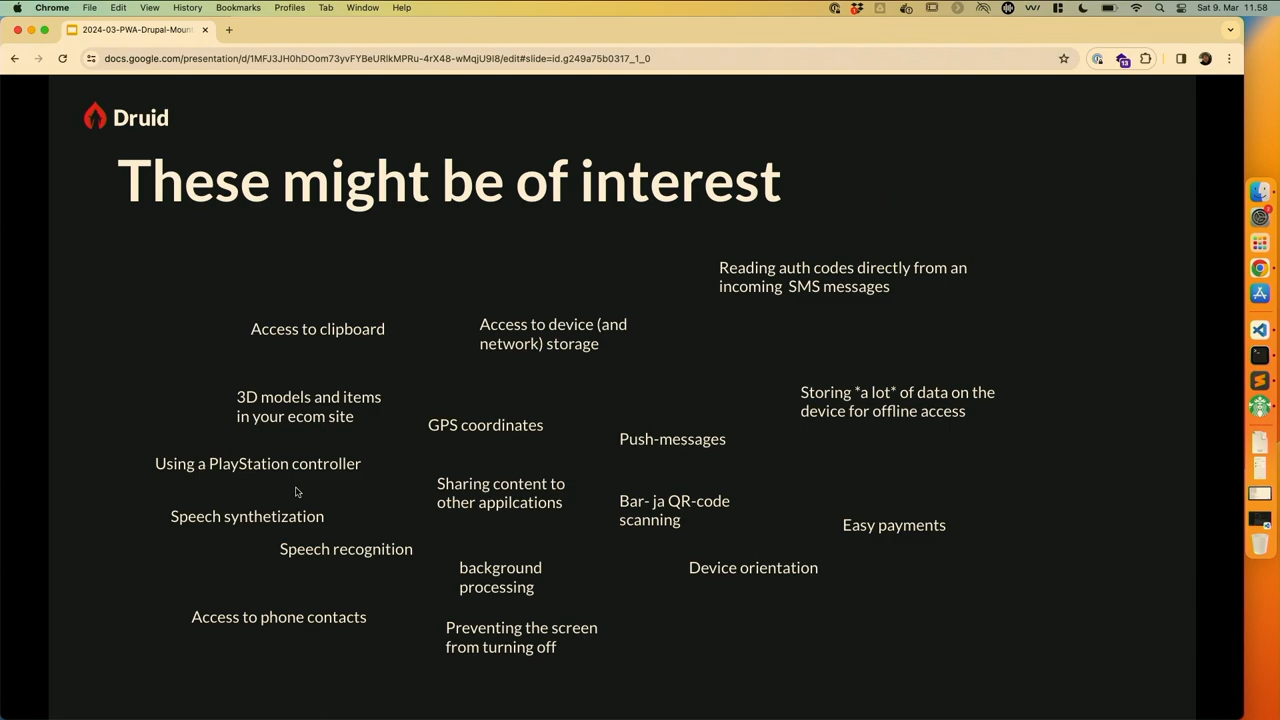 Chrome File Edit View History Bookmarks Profiles Tab Window Help
Sat 9. Mar 11.58
2024-03-PWA-Drupal-Mount
docs.google.com/presentation/d/1MFJ3JH0hDOom73yvFYBeURlkMPRu-4rX48-wMqjU9I8/edit#slide=id.g249a75b0317_1_0
13
Druid
These might be of interest
Reading auth codes directly from an
incoming SMS messages
Access to clipboard
Access to device (and
network) storage
3D models and items
in your ecom site
Storing *a lot* of data on the
device for offline access
GPS coordinates
Push-messages
Using a PlayStation controller
Sharing content to
other appilcations
Bar- ja QR-code
scanning
Speech synthetization
Easy payments
Speech recognition
background
processing
Device orientation
Access to phone contacts
Preventing the screen
from turning off